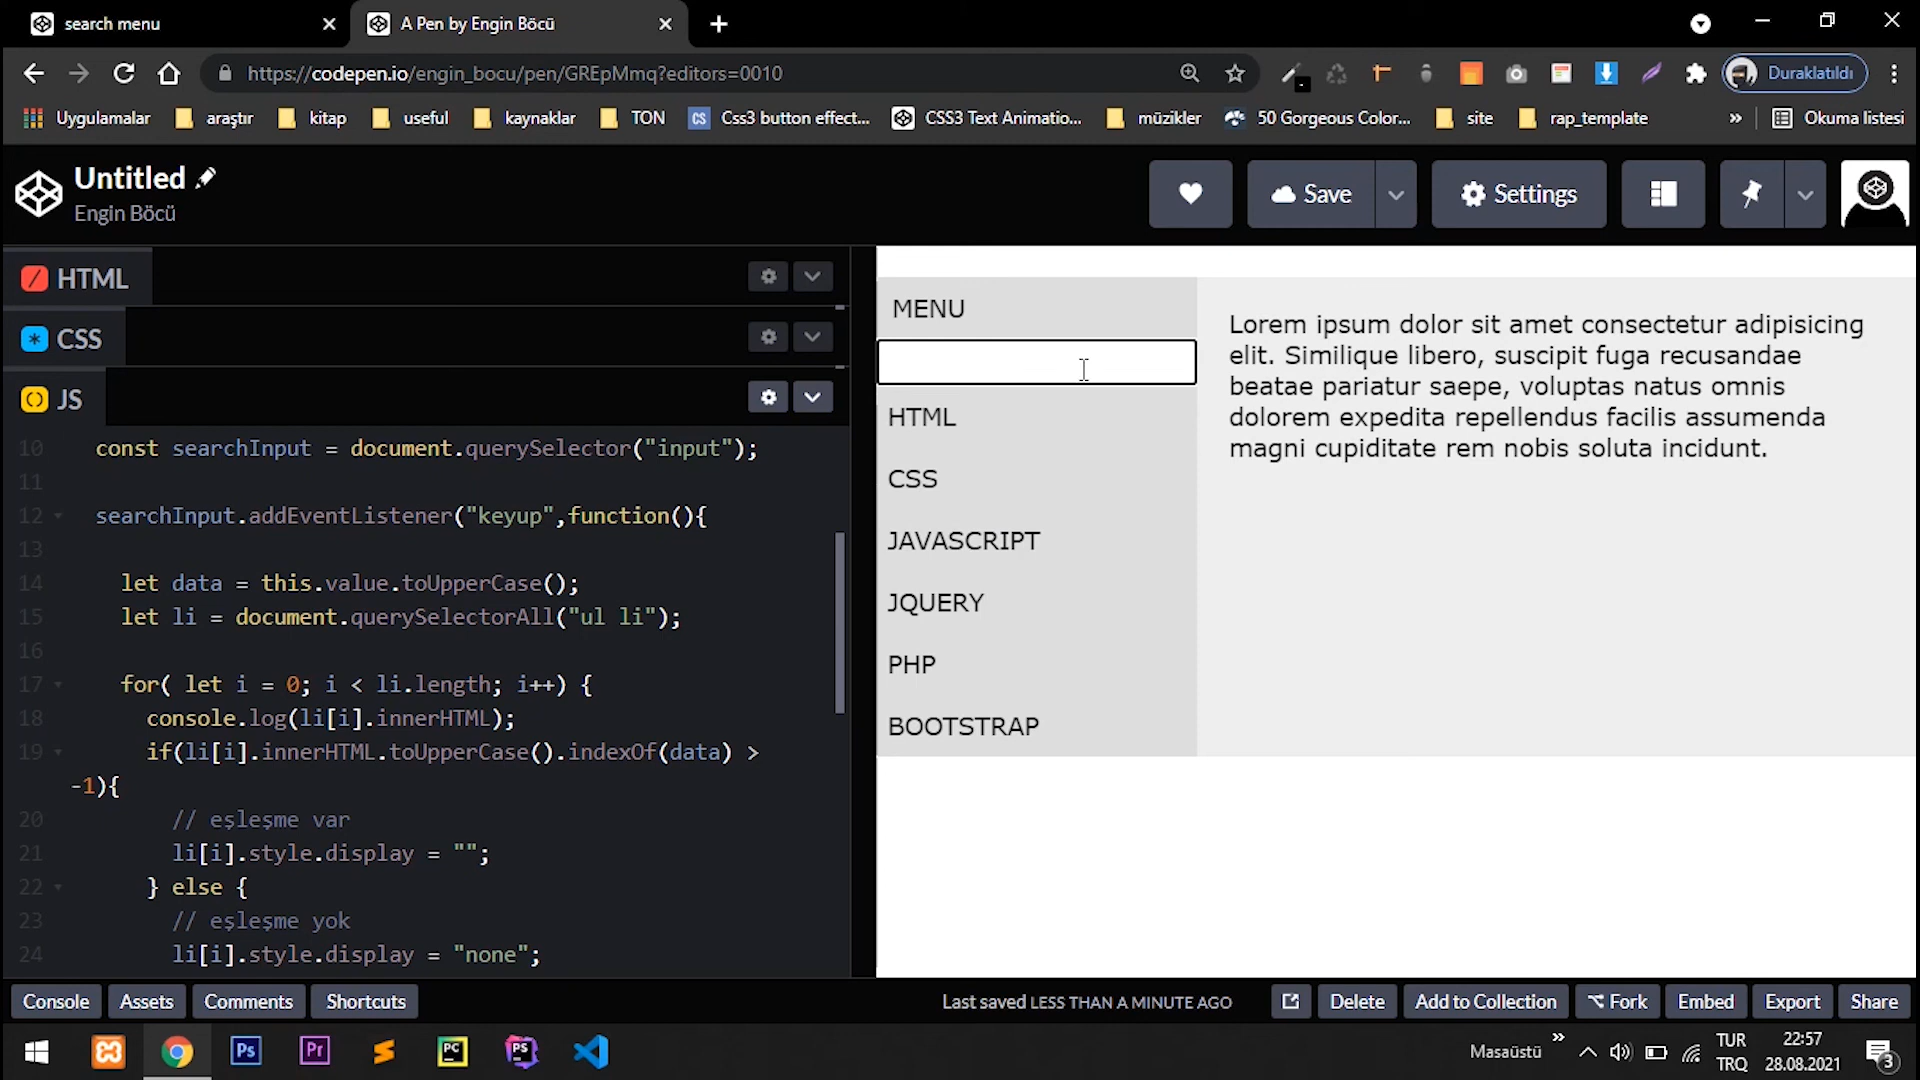 search menu
A Pen by Engin Böcü
https://codepen.io/engin_bocu/pen/GREpMmq?editors=0010
Duraklatıldı
Uygulamalar
araştır
kitap
useful
kaynaklar
TON
CS
Css3 button effect...
CSS3 Text Animatio...
müzikler
50 Gorgeous Color...
site
rap_template
»
Okuma listesi
Untitled
Engin Böcü
Save
Settings
HTML
CSS
JS
10 const searchInput = document.querySelector("input");
11
12 searchInput.addEventListener("keyup",function(){
13
14 let data = this.value.toUpperCase();
15 let li = document.querySelectorAll("ul li");
16
17 for( let i = 0; i < li.length; i++) {
18 console.log(li[i].innerHTML);
19 if(li[i].innerHTML.toUpperCase().indexOf(data) >
-1){
20 // eşleşme var
21 li[i].style.display = "";
22 } else {
23 // eşleşme yok
24 li[i].style.display = "none";
MENU
HTML
CSS
JAVASCRIPT
JQUERY
PHP
BOOTSTRAP
Lorem ipsum dolor sit amet consectetur adipisicing
elit. Similique libero, suscipit fuga recusandae
beatae pariatur saepe, voluptas natus omnis
dolorem expedita repellendus facilis assumenda
magni cupiditate rem nobis soluta incidunt.
Console
Assets
Comments
Shortcuts
Last saved LESS THAN A MINUTE AGO
Delete
Add to Collection
Fork
Embed
Export
Share
Ps
Pr
PC
PS
Masaüstü
»
TUR
TRQ
22:57
28.08.2021
3